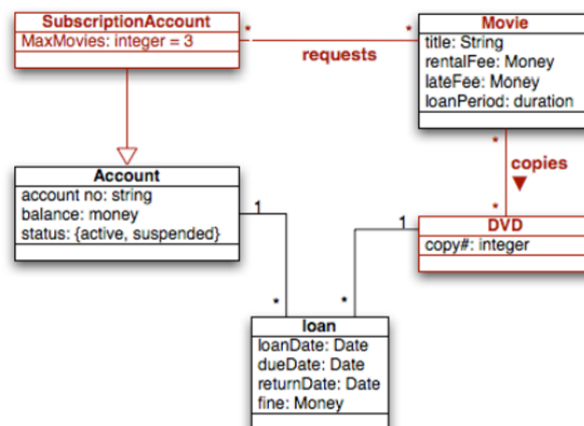 SubscriptionAccount
MaxMovies: integer = 3
*
*
requests
Movie
title: String
rentalFee: Money
lateFee: Money
loanPeriod: duration
*
copies
*
Account
account no: string
balance: money
status: {active, suspended}
1
1
DVD
copy#: integer
*
*
loan
loanDate: Date
dueDate: Date
returnDate: Date
fine: Money